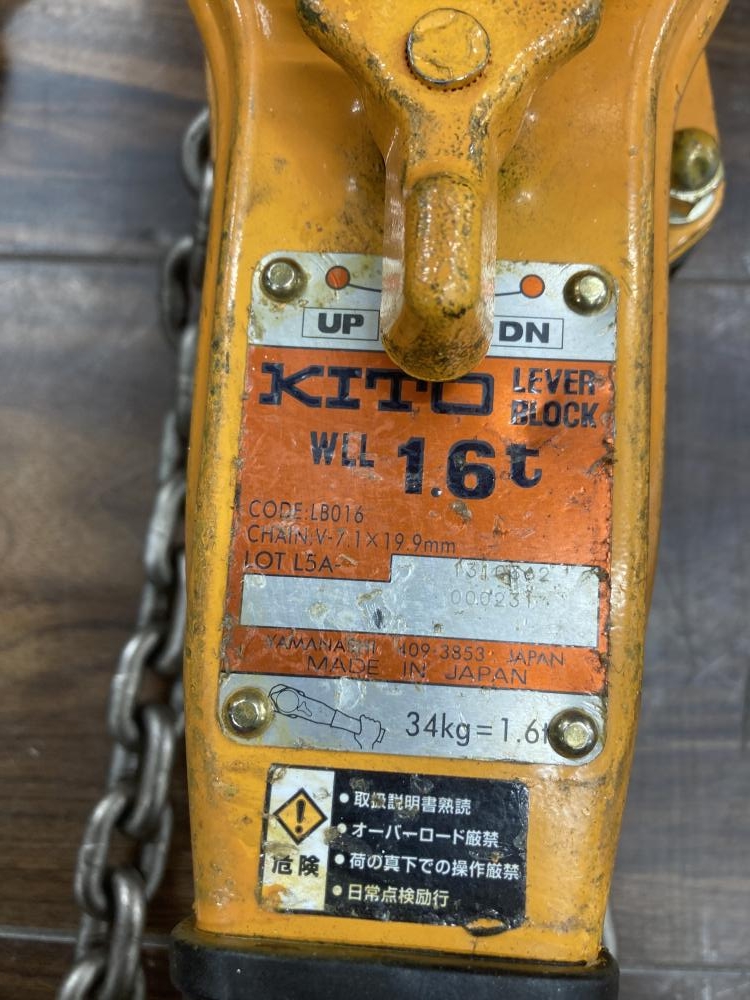 UP DN
KITO LEVER BLOCK
WLL 1.6t
CODE:LB016
CHAIN:V-7.1×19.9mm
LOT L5A-
000231
YAMANASHI 409-3853 JAPAN
MADE IN JAPAN
34kg=1.6t
危険
・取扱説明書熟読
・オーバーロード厳禁
・荷の真下での操作厳禁
・日常点検励行